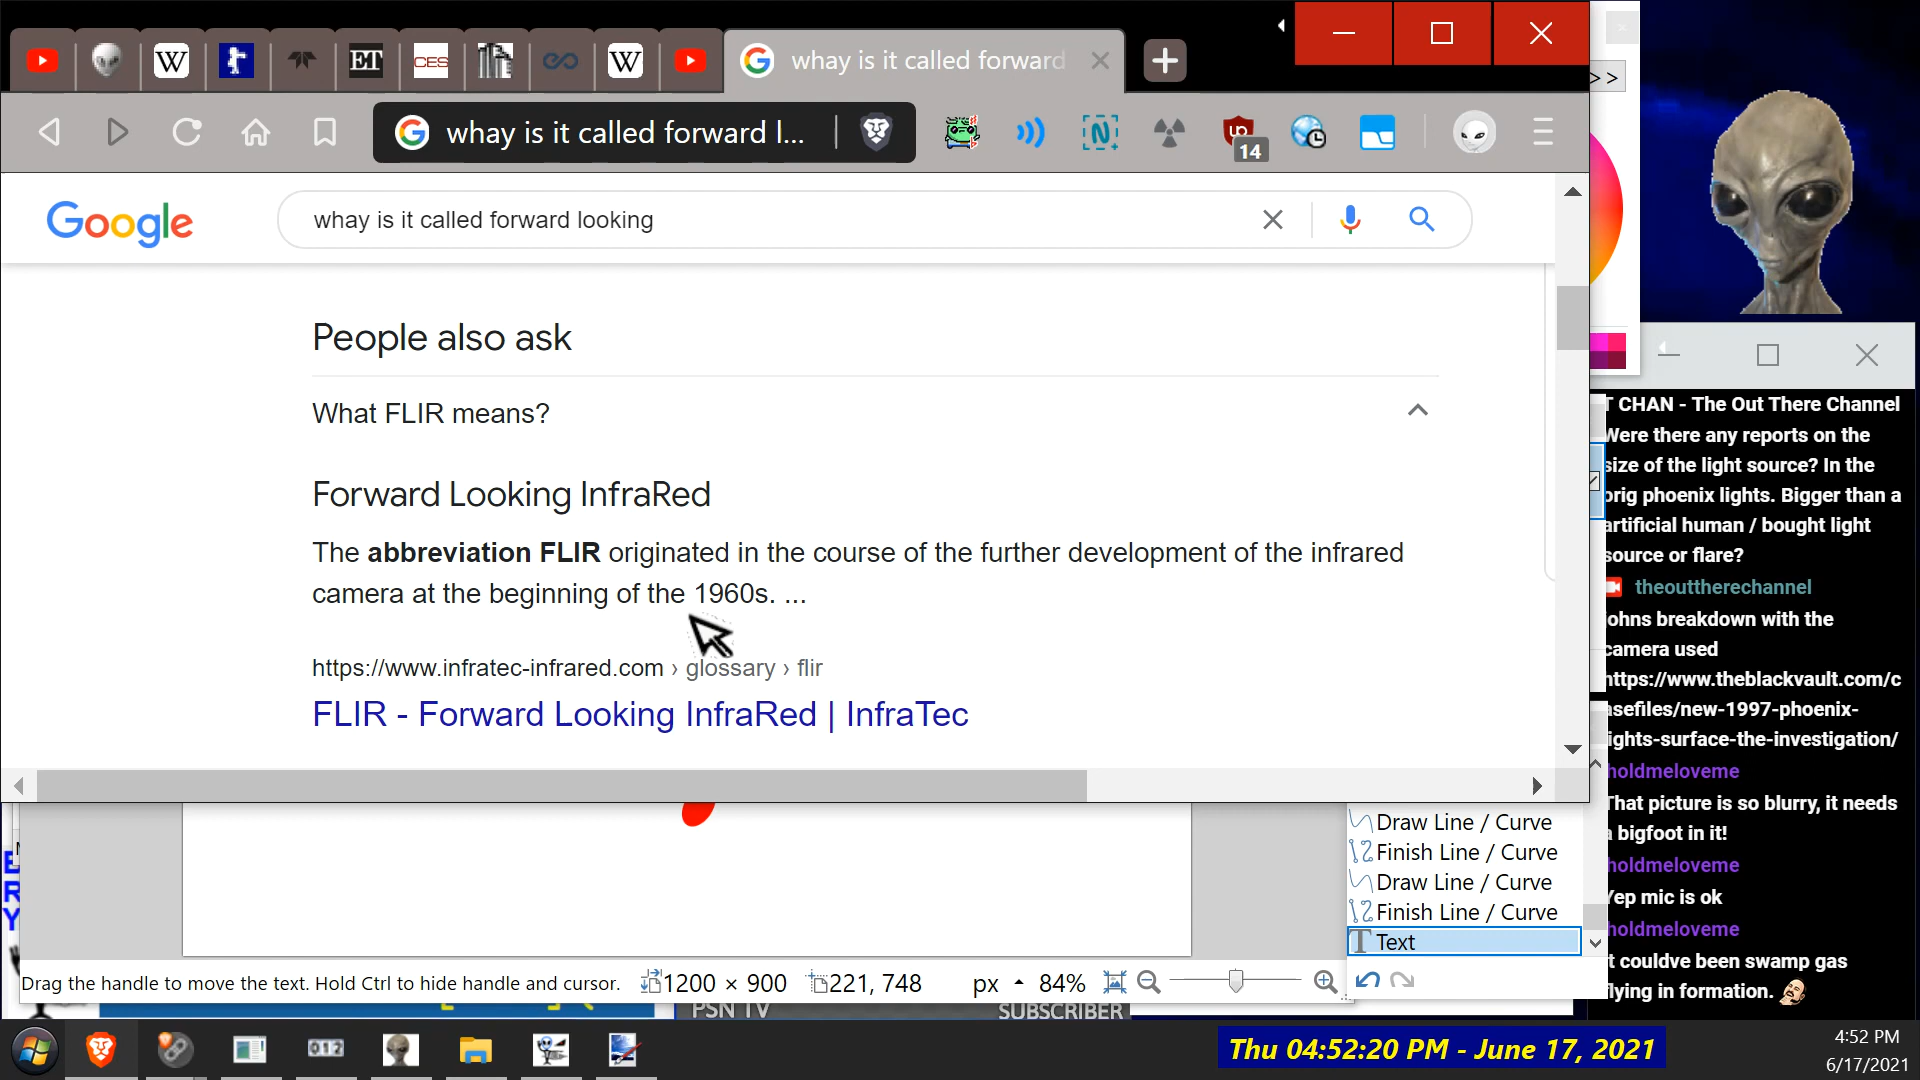 whay is it called forward
whay is it called forward l...
14
Google
whay is it called forward looking
People also ask
What FLIR means?
Forward Looking InfraRed
The abbreviation FLIR originated in the course of the further development of the infrared
camera at the beginning of the 1960s. ...
https://www.infratec-infrared.com › glossary › flir
FLIR - Forward Looking InfraRed | InfraTec
ET
CES
W
W
>>
T CHAN - The Out There Channel
Were there any reports on the
size of the light source? In the
orig phoenix lights. Bigger than a
artificial human / bought light
source or flare?
theouttherechannel
johns breakdown with the
camera used
https://www.theblackvault.com/c
asefiles/new-1997-phoenix-
lights-surface-the-investigation/
holdmeloveme
That picture is so blurry, it needs
a bigfoot in it!
holdmeloveme
Yep mic is ok
holdmeloveme
It couldve been swamp gas
flying in formation.
Draw Line / Curve
Finish Line / Curve
Draw Line / Curve
Finish Line / Curve
Text
Drag the handle to move the text. Hold Ctrl to hide handle and cursor.
1200 × 900
221, 748
px
84%
E
R
Y
PSN TV
SUBSCRIBER
012
Thu 04:52:20 PM - June 17, 2021
4:52 PM
6/17/2021